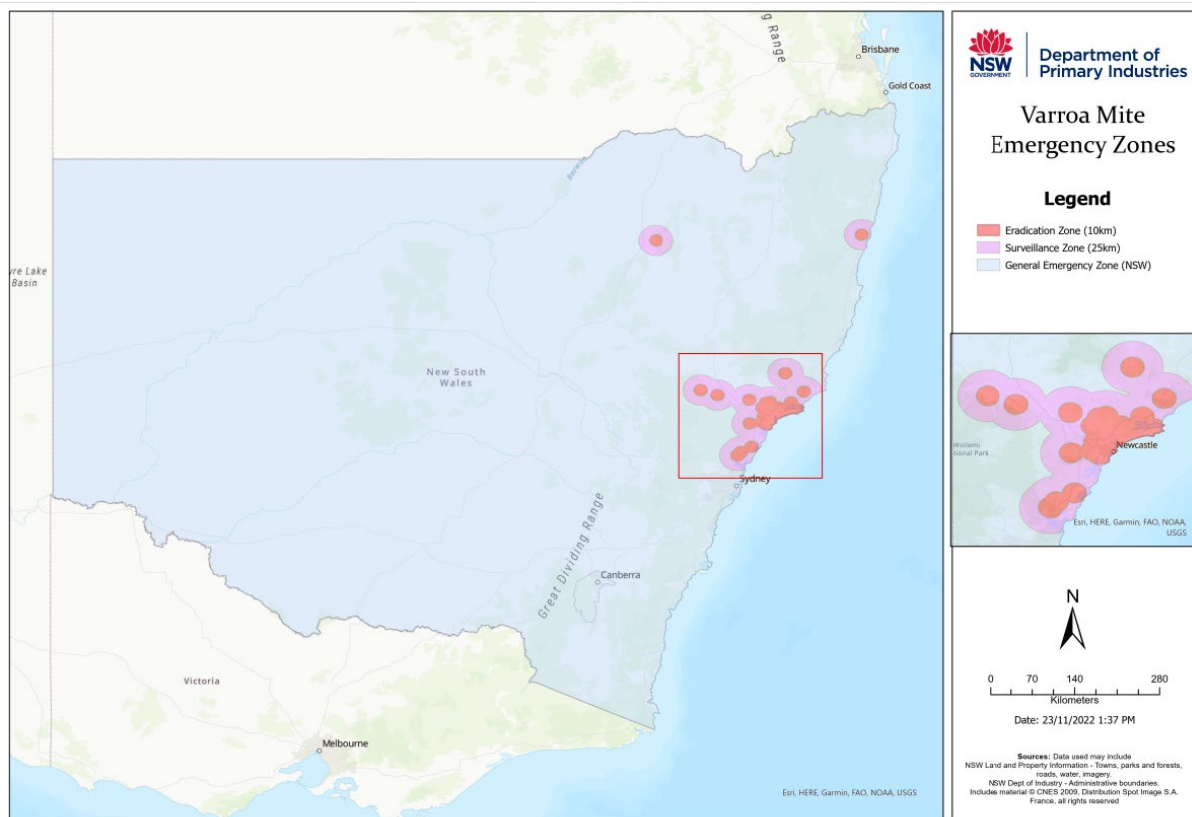 g Range
Brisbane
Gold Coast
Barwon
yre Lake
Basin
New South
Wales
Sydney
Great Dividing Range
Canberra
Victoria
Melbourne
Esri, HERE, Garmin, FAO, NOAA, USGS
NSW
GOVERNMENT
Department of
Primary Industries
Varroa Mite
Emergency Zones
Legend
Eradication Zone (10km)
Surveillance Zone (25km)
General Emergency Zone (NSW)
Wollemi
ional Park
Newcastle
Esri, HERE, Garmin, FAO, NOAA,
USGS
N
0 70 140 280
Kilometers
Date: 23/11/2022 1:37 PM
Sources: Data used may include
NSW Land and Property Information - Towns, parks and forests,
roads, water, imagery.
NSW Dept of Industry - Administrative boundaries.
Includes material © CNES 2009, Distribution Spot Image S.A.
France, all rights reserved